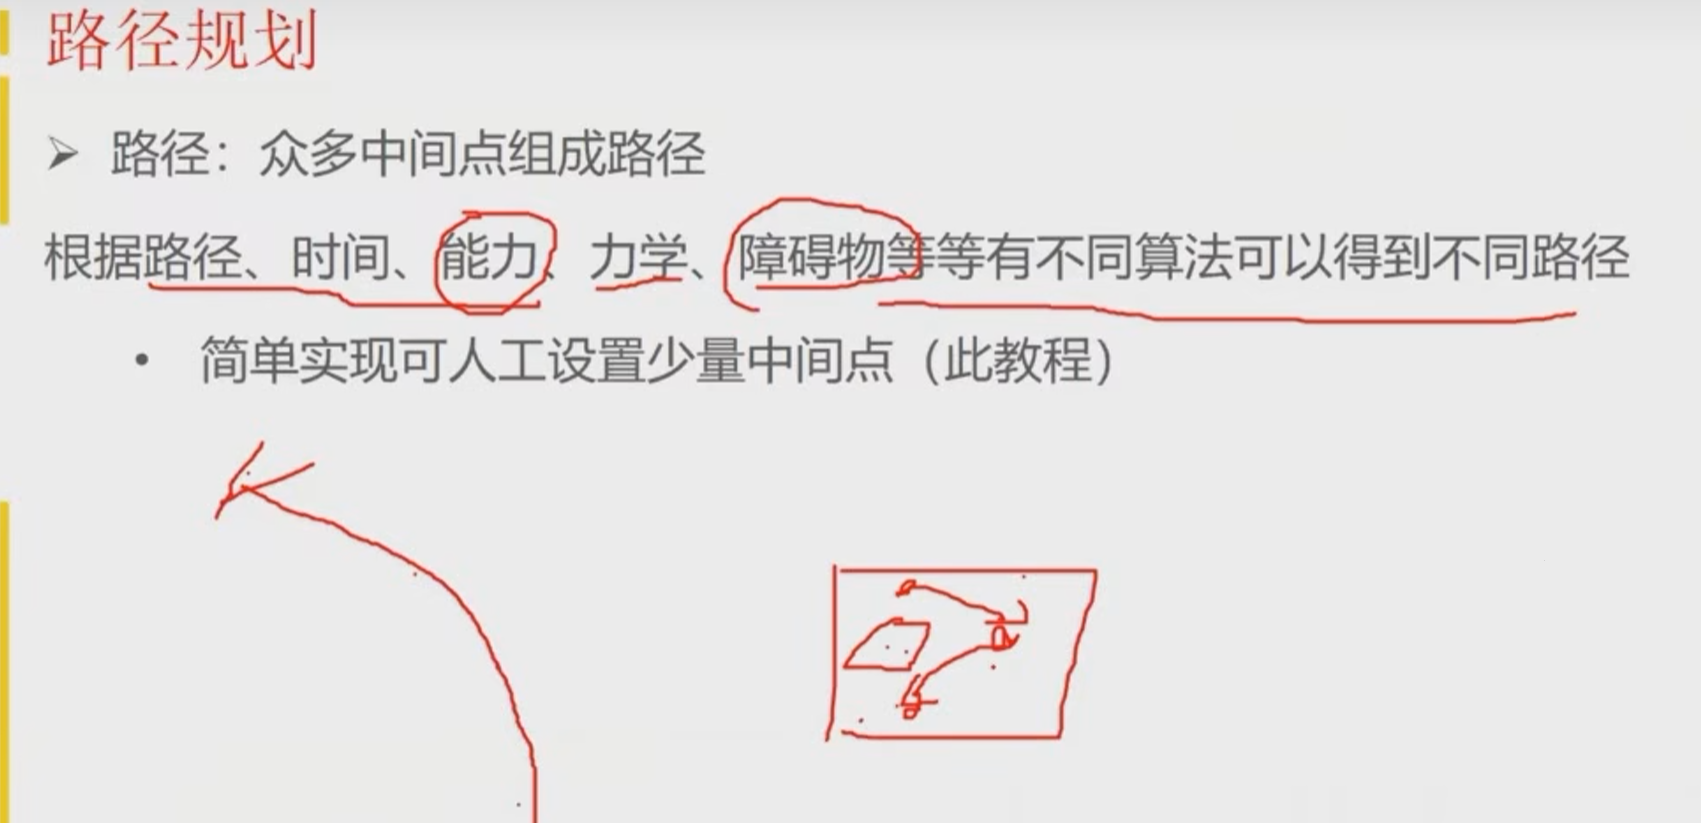 路径规划
➢ 路径：众多中间点组成路径
根据路径、时间、能力、力学、障碍物等等有不同算法可以得到不同路径
• 简单实现可人工设置少量中间点（此教程）